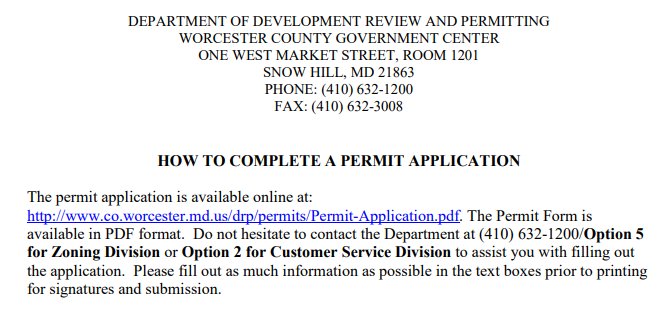 DEPARTMENT OF DEVELOPMENT REVIEW AND PERMITTING
WORCESTER COUNTY GOVERNMENT CENTER
ONE WEST MARKET STREET, ROOM 1201
SNOW HILL, MD 21863
PHONE: (410) 632-1200
FAX: (410) 632-3008
HOW TO COMPLETE A PERMIT APPLICATION
The permit application is available online at:
http://www.co.worcester.md.us/drp/permits/Permit-Application.pdf. The Permit Form is
available in PDF format.  Do not hesitate to contact the Department at (410) 632-1200/Option 5
for Zoning Division or Option 2 for Customer Service Division to assist you with filling out
the application.  Please fill out as much information as possible in the text boxes prior to printing
for signatures and submission.